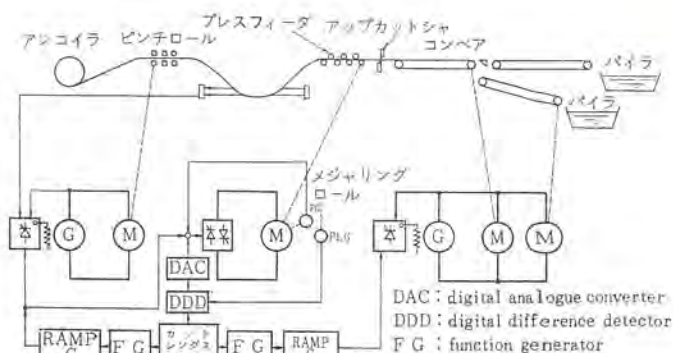 プレスフィーダ アップカットシャ
アンコイラ ピンチロール コンベア パイラ
パイラ
メジャリング
ロール
PG
PLG
G M M G M M
DAC
DDD
DAC : digital analogue converter
DDD : digital difference detector
F G : function generator
RAMP F G カット F G RAMP
レングス